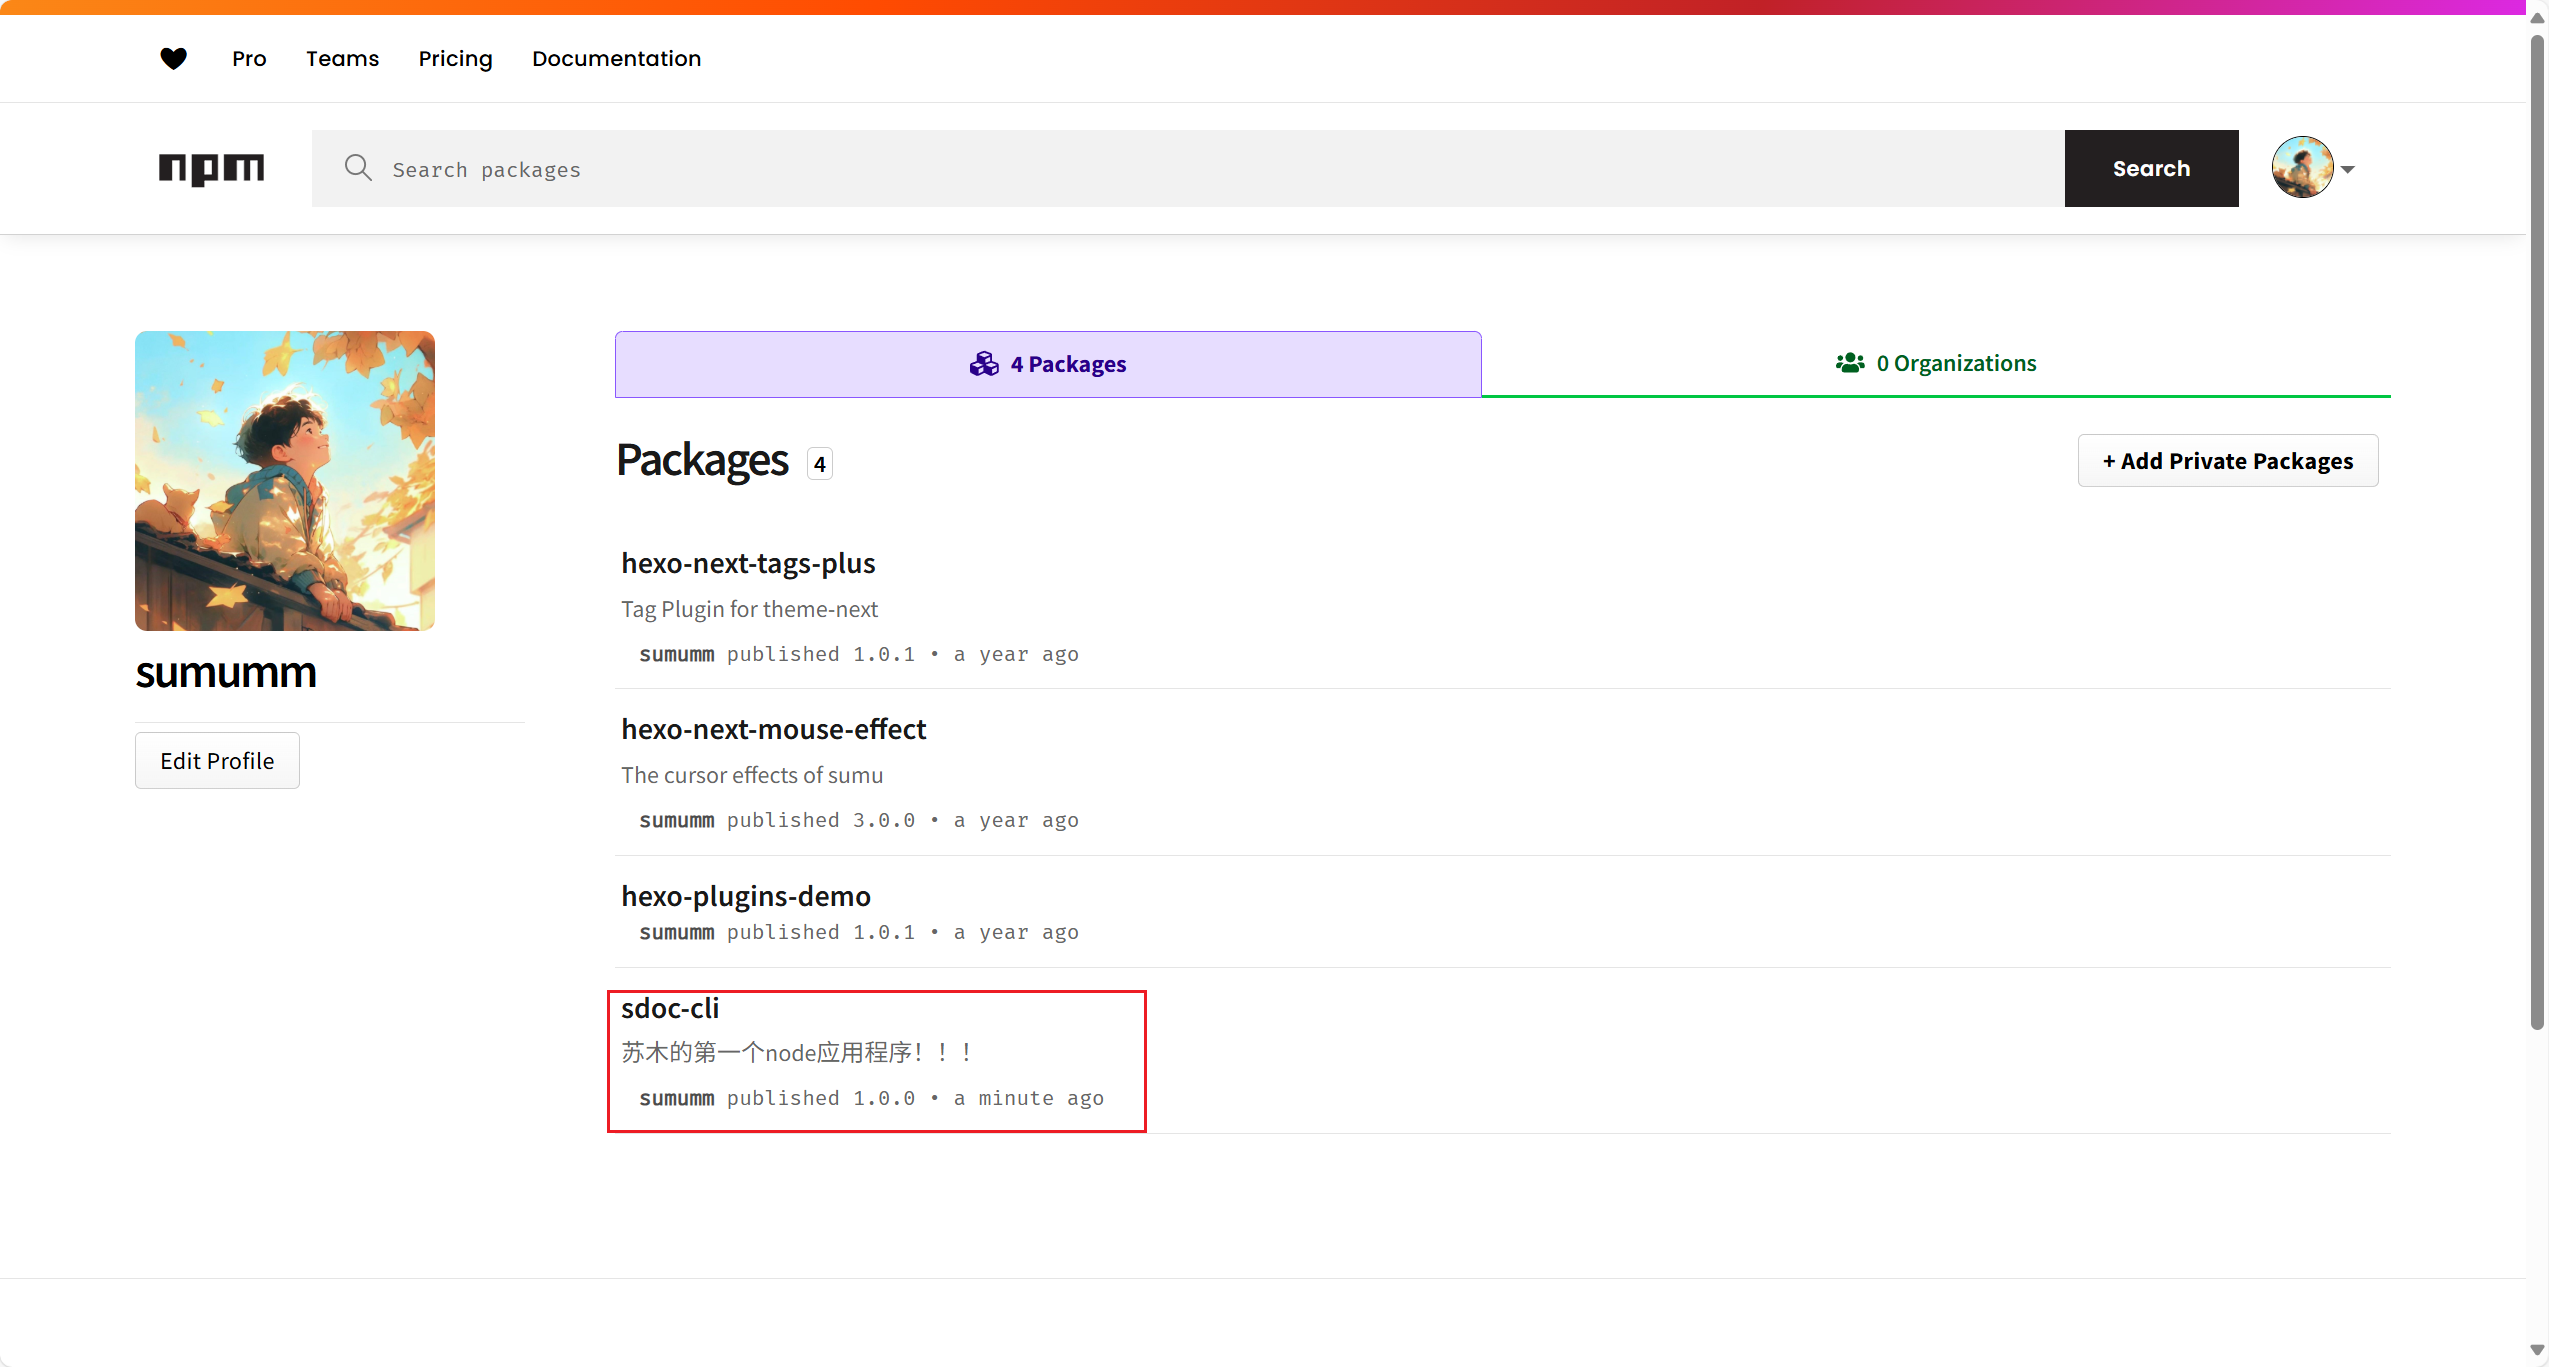 Pro Teams Pricing Documentation
npm Search packages Search
4 Packages
0 Organizations
Packages 4
+ Add Private Packages
sumumm
Edit Profile
hexo-next-tags-plus
Tag Plugin for theme-next
sumumm published 1.0.1 • a year ago
hexo-next-mouse-effect
The cursor effects of sumu
sumumm published 3.0.0 • a year ago
hexo-plugins-demo
sumumm published 1.0.1 • a year ago
sdoc-cli
苏木的第一个node应用程序！！！
sumumm published 1.0.0 • a minute ago